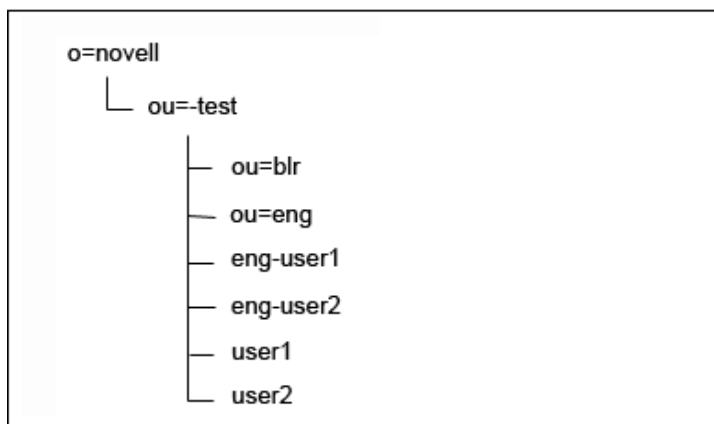 o=novell
ou=-test
ou=blr
ou=eng
eng-user1
eng-user2
user1
user2